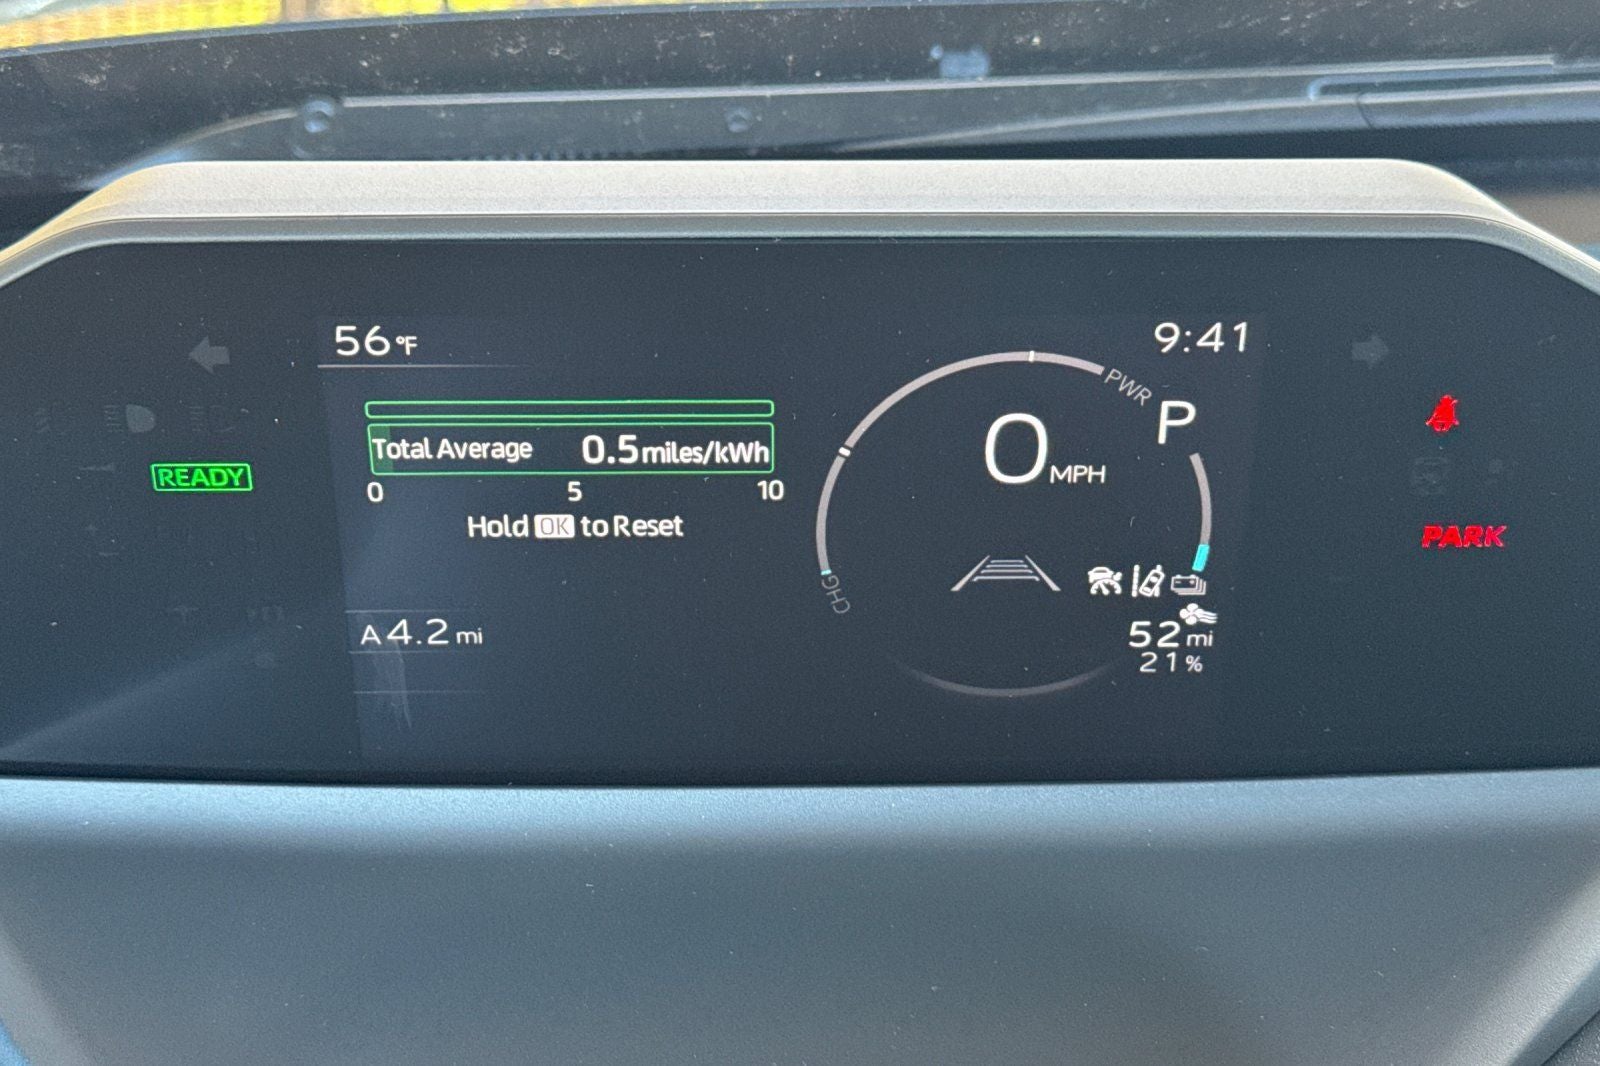 56°F
9:41
PWR
P
Total Average 0.5 miles/kWh
0 MPH
READY
0 5 10
Hold OK to Reset
PARK
CHG
A 4.2 mi
52 mi
21%